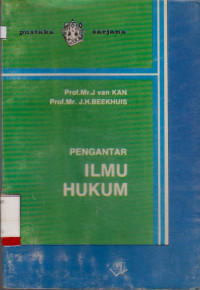 pustaka sarjana
Prof.Mr.J van KAN
Prof.Mr. J.H.BEEKHUIS
PENGANTAR
ILMU
HUKUM